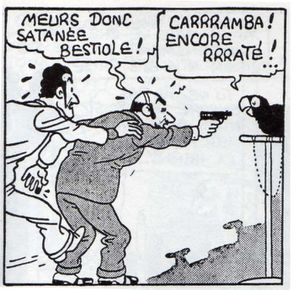 MEURS DONC
SATANÉE
BESTIOLE!
CARRRAMBA!
ENCORE
RRRATÉ!!